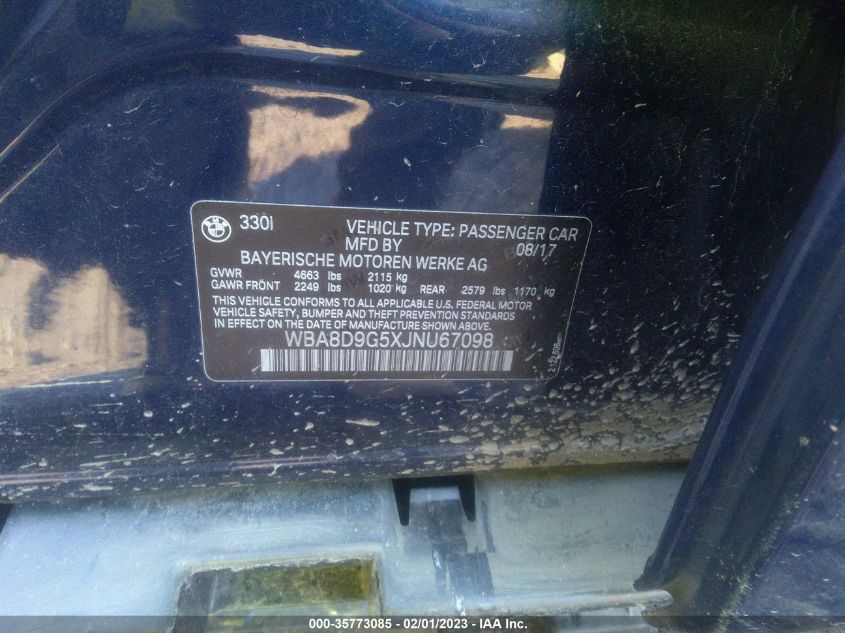 330i VEHICLE TYPE: PASSENGER CAR
MFD BY 08/17
BAYERISCHE MOTOREN WERKE AG
GVWR 4663 lbs 2115 kg
GAWR FRONT 2249 lbs 1020 kg REAR 2579 lbs 1170 kg
THIS VEHICLE CONFORMS TO ALL APPLICABLE U.S. FEDERAL MOTOR
VEHICLE SAFETY, BUMPER, AND THEFT PREVENTION STANDARDS
IN EFFECT ON THE DATE OF MANUFACTURE SHOWN ABOVE.
WBA8D9G5XJNU67098
000-35773085 / 02/01/2023 - © IAA Inc.